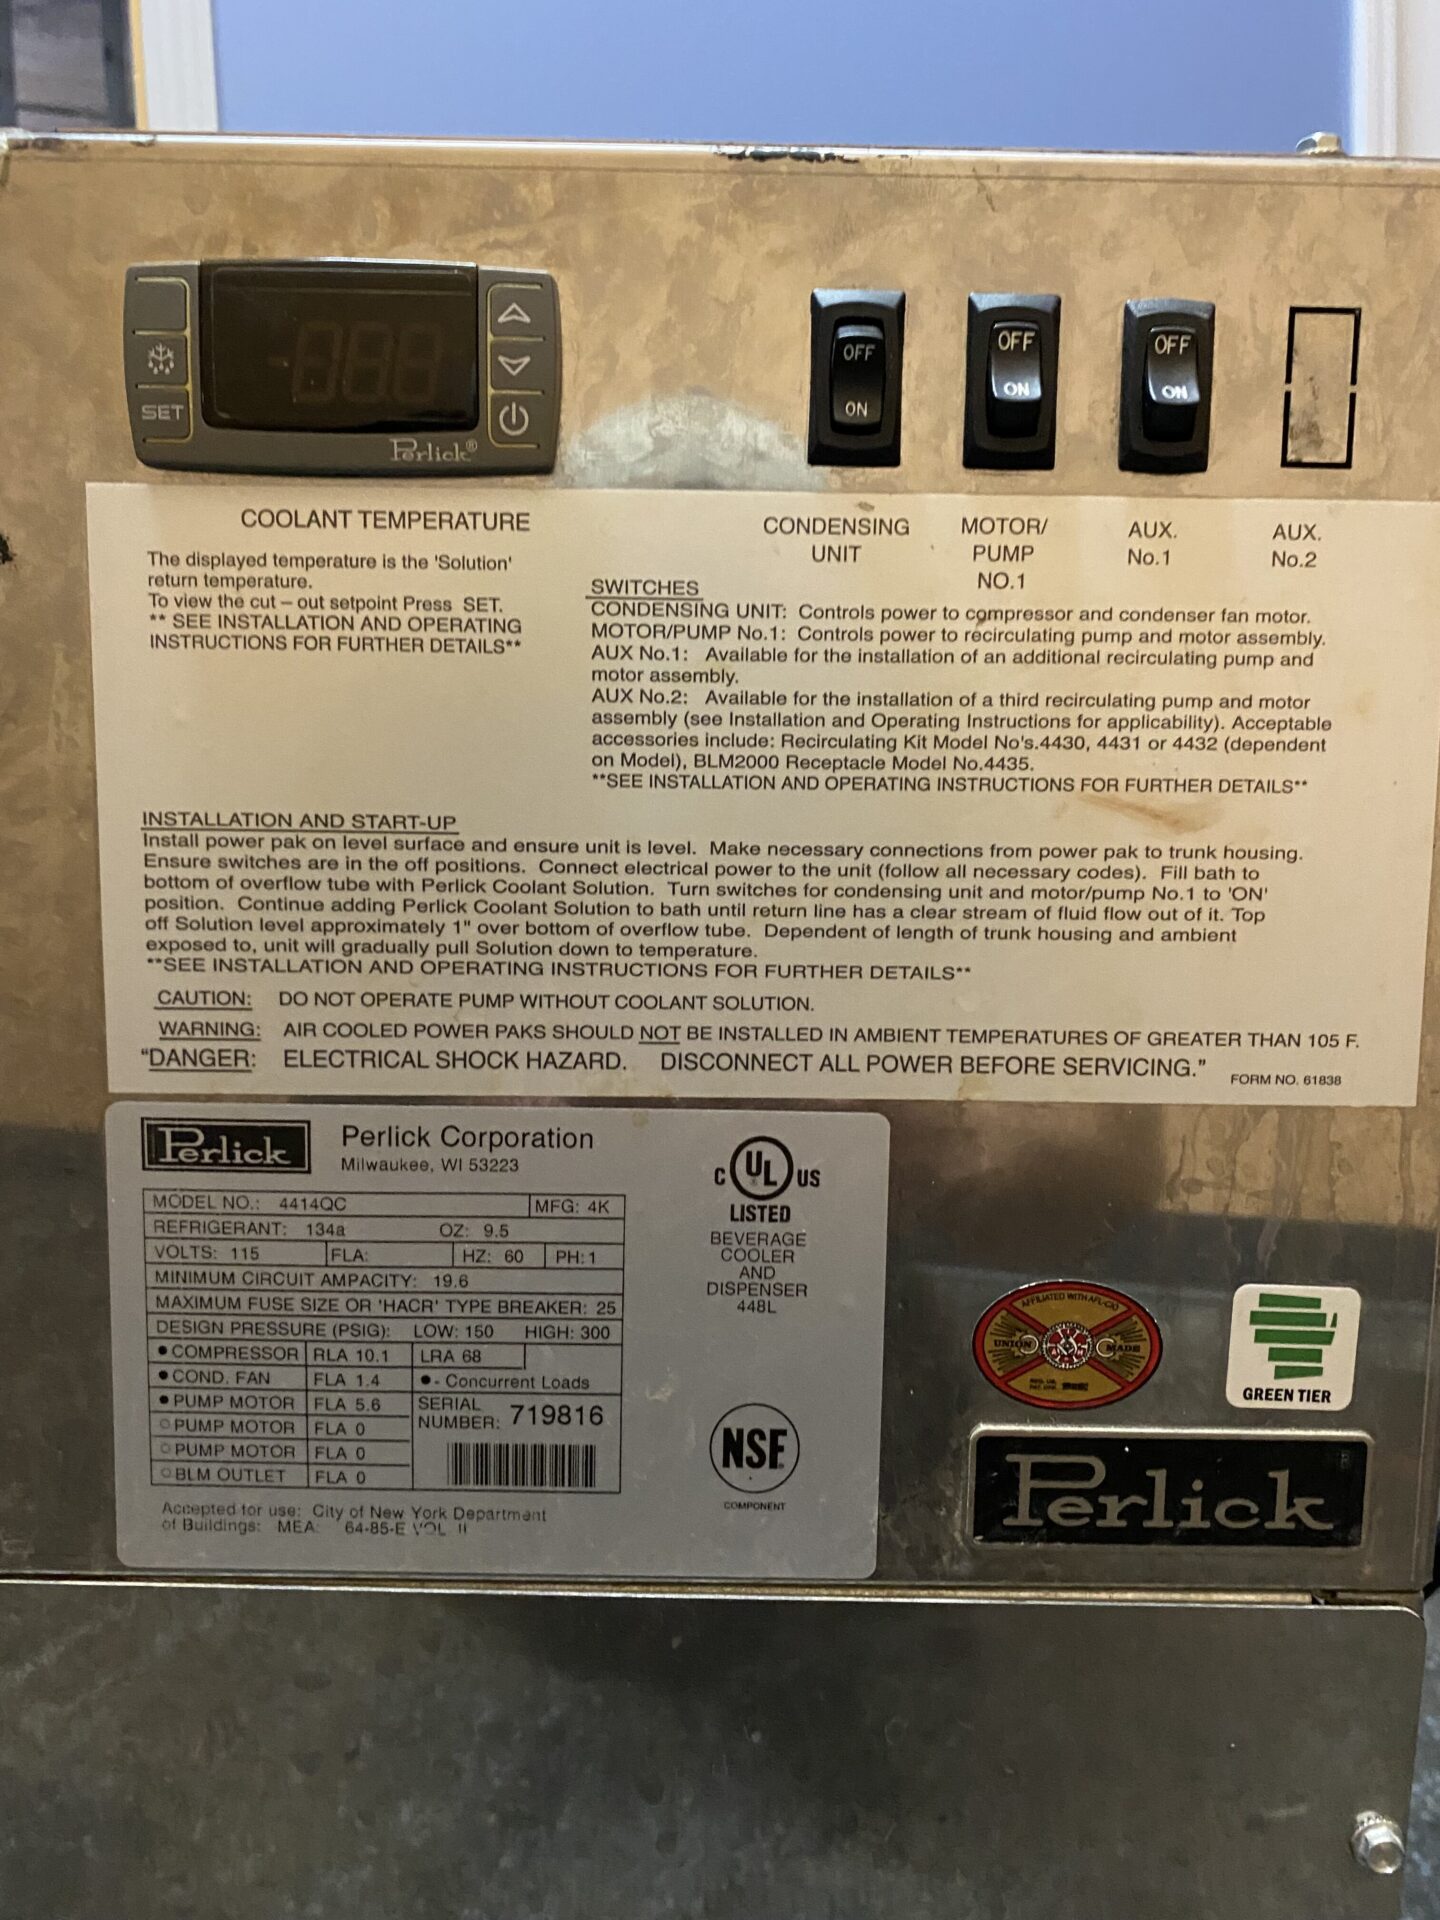 SET
Perlick®
OFF
ON
OFF
ON
OFF
ON
COOLANT TEMPERATURE
The displayed temperature is the 'Solution'
return temperature.
To view the cut – out setpoint Press SET.
** SEE INSTALLATION AND OPERATING
INSTRUCTIONS FOR FURTHER DETAILS**
CONDENSING
UNIT
MOTOR/
PUMP
NO.1
AUX.
No.1
AUX.
No.2
SWITCHES
CONDENSING UNIT: Controls power to compressor and condenser fan motor.
MOTOR/PUMP No.1: Controls power to recirculating pump and motor assembly.
AUX No.1: Available for the installation of an additional recirculating pump and
motor assembly.
AUX No.2: Available for the installation of a third recirculating pump and motor
assembly (see Installation and Operating Instructions for applicability). Acceptable
accessories include: Recirculating Kit Model No's.4430, 4431 or 4432 (dependent
on Model), BLM2000 Receptacle Model No.4435.
**SEE INSTALLATION AND OPERATING INSTRUCTIONS FOR FURTHER DETAILS**
INSTALLATION AND START-UP
Install power pak on level surface and ensure unit is level. Make necessary connections from power pak to trunk housing.
Ensure switches are in the off positions. Connect electrical power to the unit (follow all necessary codes). Fill bath to
bottom of overflow tube with Perlick Coolant Solution. Turn switches for condensing unit and motor/pump No.1 to 'ON'
position. Continue adding Perlick Coolant Solution to bath until return line has a clear stream of fluid flow out of it. Top
off Solution level approximately 1" over bottom of overflow tube. Dependent of length of trunk housing and ambient
exposed to, unit will gradually pull Solution down to temperature.
**SEE INSTALLATION AND OPERATING INSTRUCTIONS FOR FURTHER DETAILS**
CAUTION: DO NOT OPERATE PUMP WITHOUT COOLANT SOLUTION.
WARNING: AIR COOLED POWER PAKS SHOULD NOT BE INSTALLED IN AMBIENT TEMPERATURES OF GREATER THAN 105 F.
"DANGER: ELECTRICAL SHOCK HAZARD. DISCONNECT ALL POWER BEFORE SERVICING."
FORM NO. 61838
Perlick
Perlick Corporation
Milwaukee, WI 53223
MODEL NO.: 4414QC MFG: 4K
REFRIGERANT: 134a OZ: 9.5
VOLTS: 115 FLA: HZ: 60 PH: 1
MINIMUM CIRCUIT AMPACITY: 19.6
MAXIMUM FUSE SIZE OR 'HACR' TYPE BREAKER: 25
DESIGN PRESSURE (PSIG): LOW: 150 HIGH: 300
● COMPRESSOR RLA 10.1 LRA 68
● COND. FAN FLA 1.4 ● - Concurrent Loads
● PUMP MOTOR FLA 5.6
○ PUMP MOTOR FLA 0
○ PUMP MOTOR FLA 0
○ BLM OUTLET FLA 0
SERIAL
NUMBER: 719816
Accepted for use: City of New York Department
of Buildings: MEA: 64-85-E VOL II
C UL US
LISTED
BEVERAGE
COOLER
AND
DISPENSER
448L
NSF
COMPONENT
AFFILIATED WITH AFL-CIO
UNION MADE
GREEN TIER
Perlick